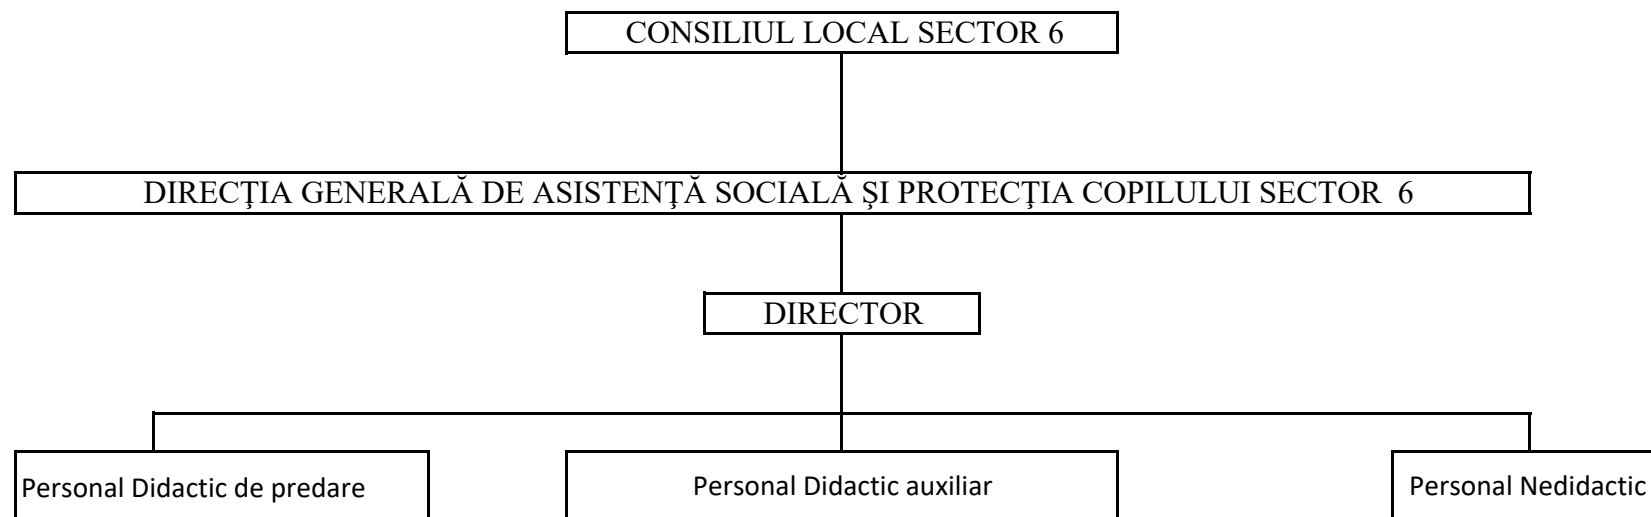 CONSILIUL LOCAL SECTOR 6
DIRECŢIA GENERALĂ DE ASISTENŢĂ SOCIALĂ ŞI PROTECŢIA COPILULUI SECTOR 6
DIRECTOR
Personal Didactic de predare
Personal Didactic auxiliar
Personal Nedidactic